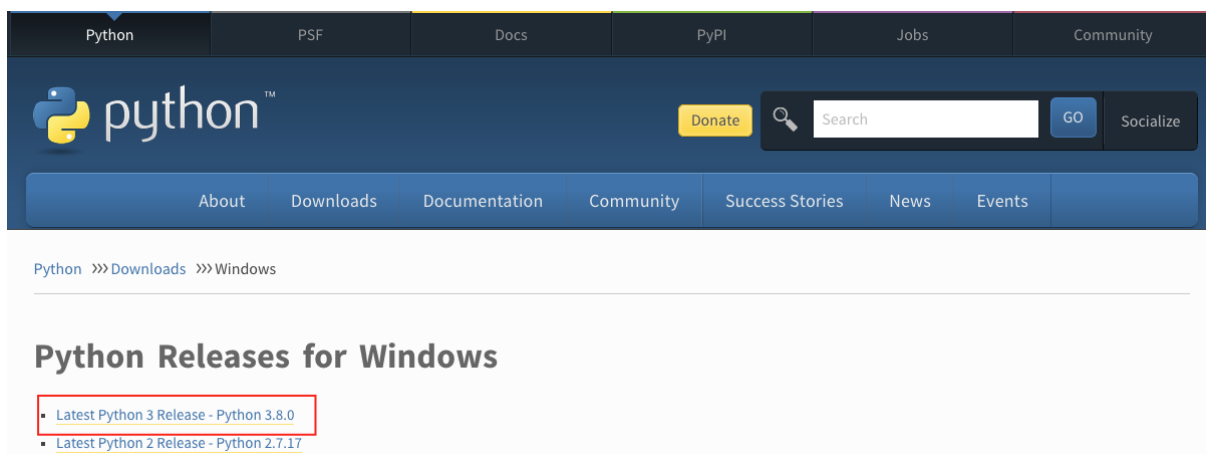 Python PSF Docs PyPI Jobs Community
python™
Donate Search GO Socialize
About Downloads Documentation Community Success Stories News Events
Python >>> Downloads >>> Windows
Python Releases for Windows
▪ Latest Python 3 Release - Python 3.8.0
▪ Latest Python 2 Release - Python 2.7.17